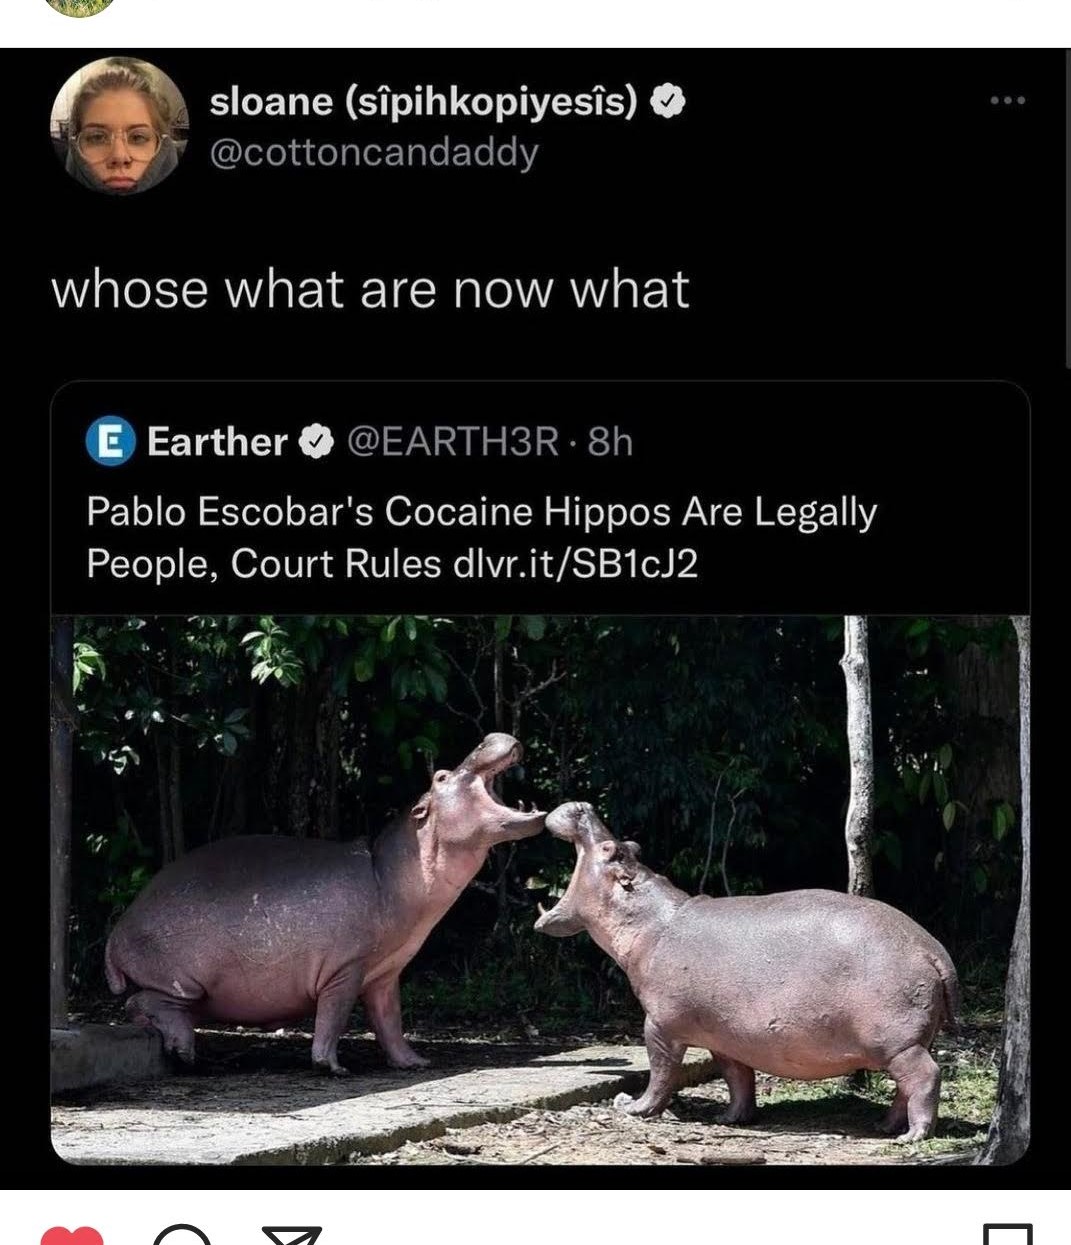 sloane (sîpihkopiyesîs)
@cottoncandaddy
whose what are now what
E Earther @EARTH3R · 8h
Pablo Escobar's Cocaine Hippos Are Legally
People, Court Rules dlvr.it/SB1cJ2